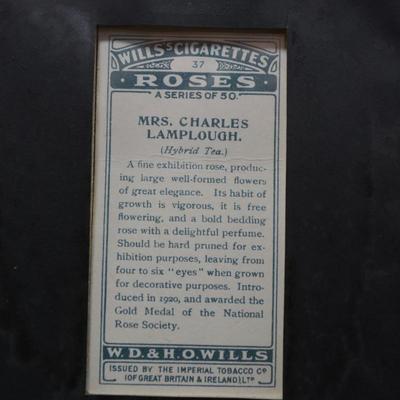 WILLS'S CIGARETTES
37
ROSES
A SERIES OF 50.
MRS. CHARLES
LAMPLOUGH.
(Hybrid Tea.)
A fine exhibition rose, produc-
ing large well-formed flowers
of great elegance. Its habit of
growth is vigorous, it is free
flowering, and a bold bedding
rose with a delightful perfume.
Should be hard pruned for ex-
hibition purposes, leaving from
four to six "eyes" when grown
for decorative purposes. Intro-
duced in 1920, and awarded the
Gold Medal of the National
Rose Society.
W.D. & H.O. WILLS
ISSUED BY THE IMPERIAL TOBACCO CO
(OF GREAT BRITAIN & IRELAND) LTD